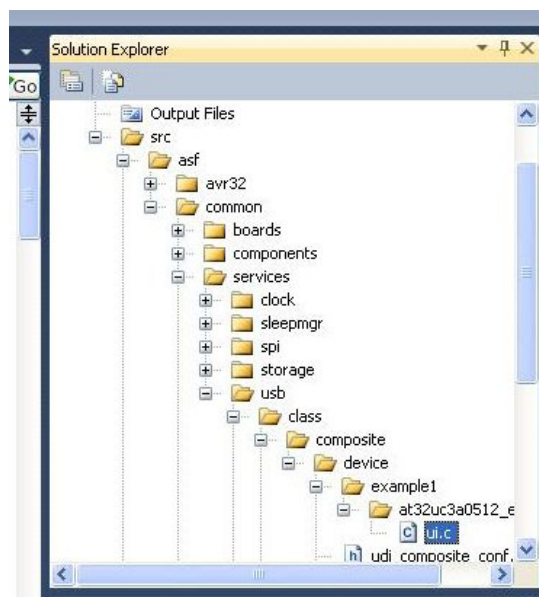 Solution Explorer
Go
Output Files
src
asf
avr32
common
boards
components
services
clock
sleepmgr
spi
storage
usb
class
composite
device
example1
at32uc3a0512_e
ui.c
udi_composite_conf.